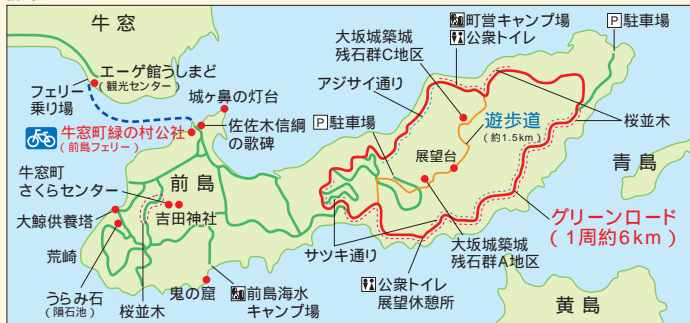 牛窓
エーゲ館うしまど
(観光センター)
フェリー
乗り場
城ヶ鼻の灯台
牛窓町緑の村公社
(前島フェリー)
佐々木信綱
の歌碑
P駐車場
アジサイ通り
大坂城築城
残石群C地区
町営キャンプ場
公衆トイレ
P駐車場
遊歩道
(約1.5km)
桜並木
展望台
青島
牛窓町
さくらセンター
前島
大鯨供養塔
吉田神社
荒崎
うらみ石
(隕石池)
桜並木
鬼の窟
前島海水
キャンプ場
サツキ通り
公衆トイレ
展望休憩所
大坂城築城
残石群A地区
グリーンロード
(1周約6km)
黄島